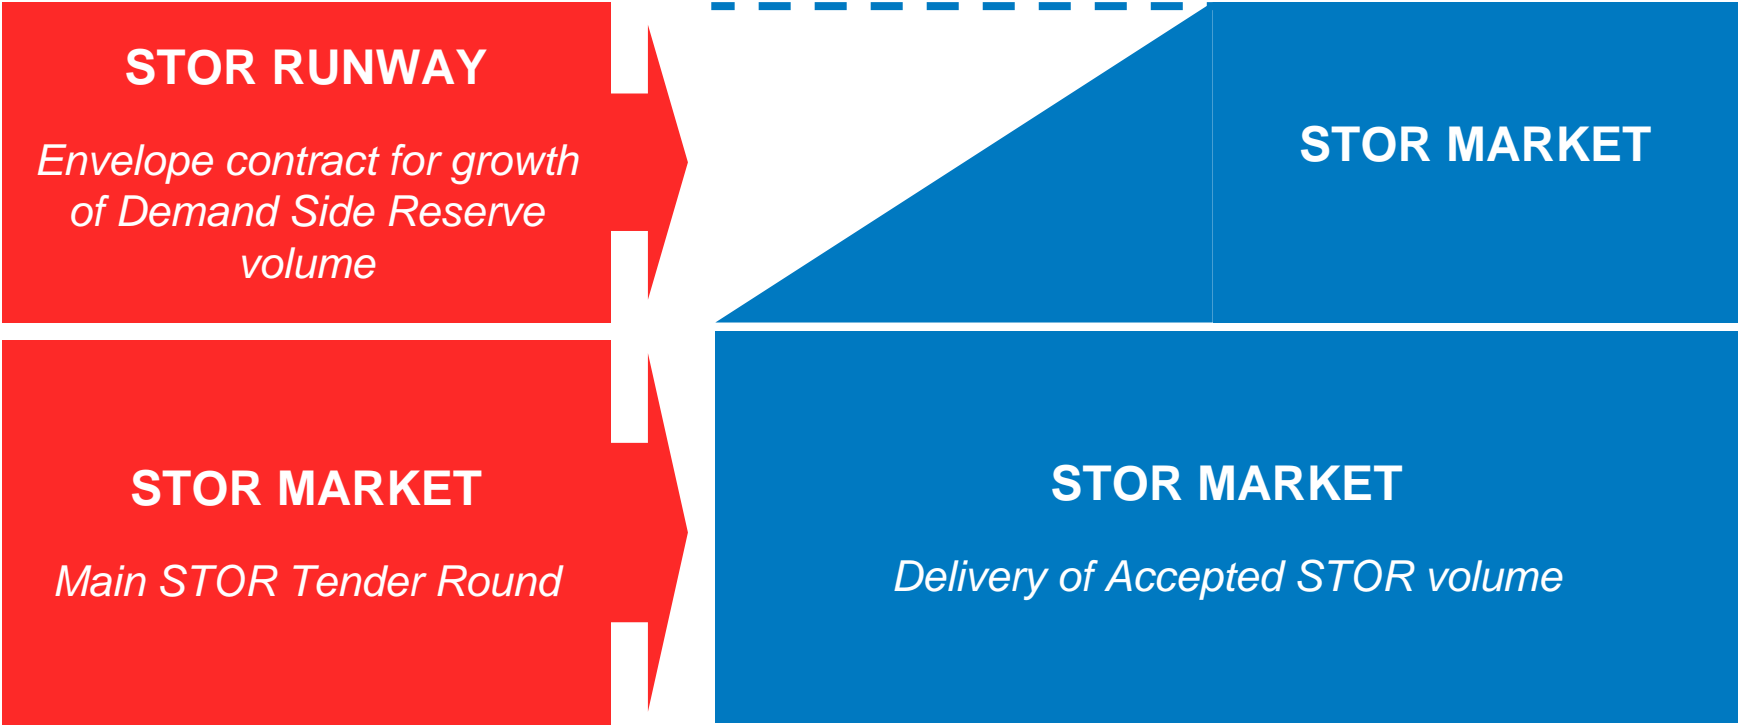 STOR RUNWAY
Envelope contract for growth
of Demand Side Reserve
volume
STOR MARKET
STOR MARKET
Main STOR Tender Round
STOR MARKET
Delivery of Accepted STOR volume